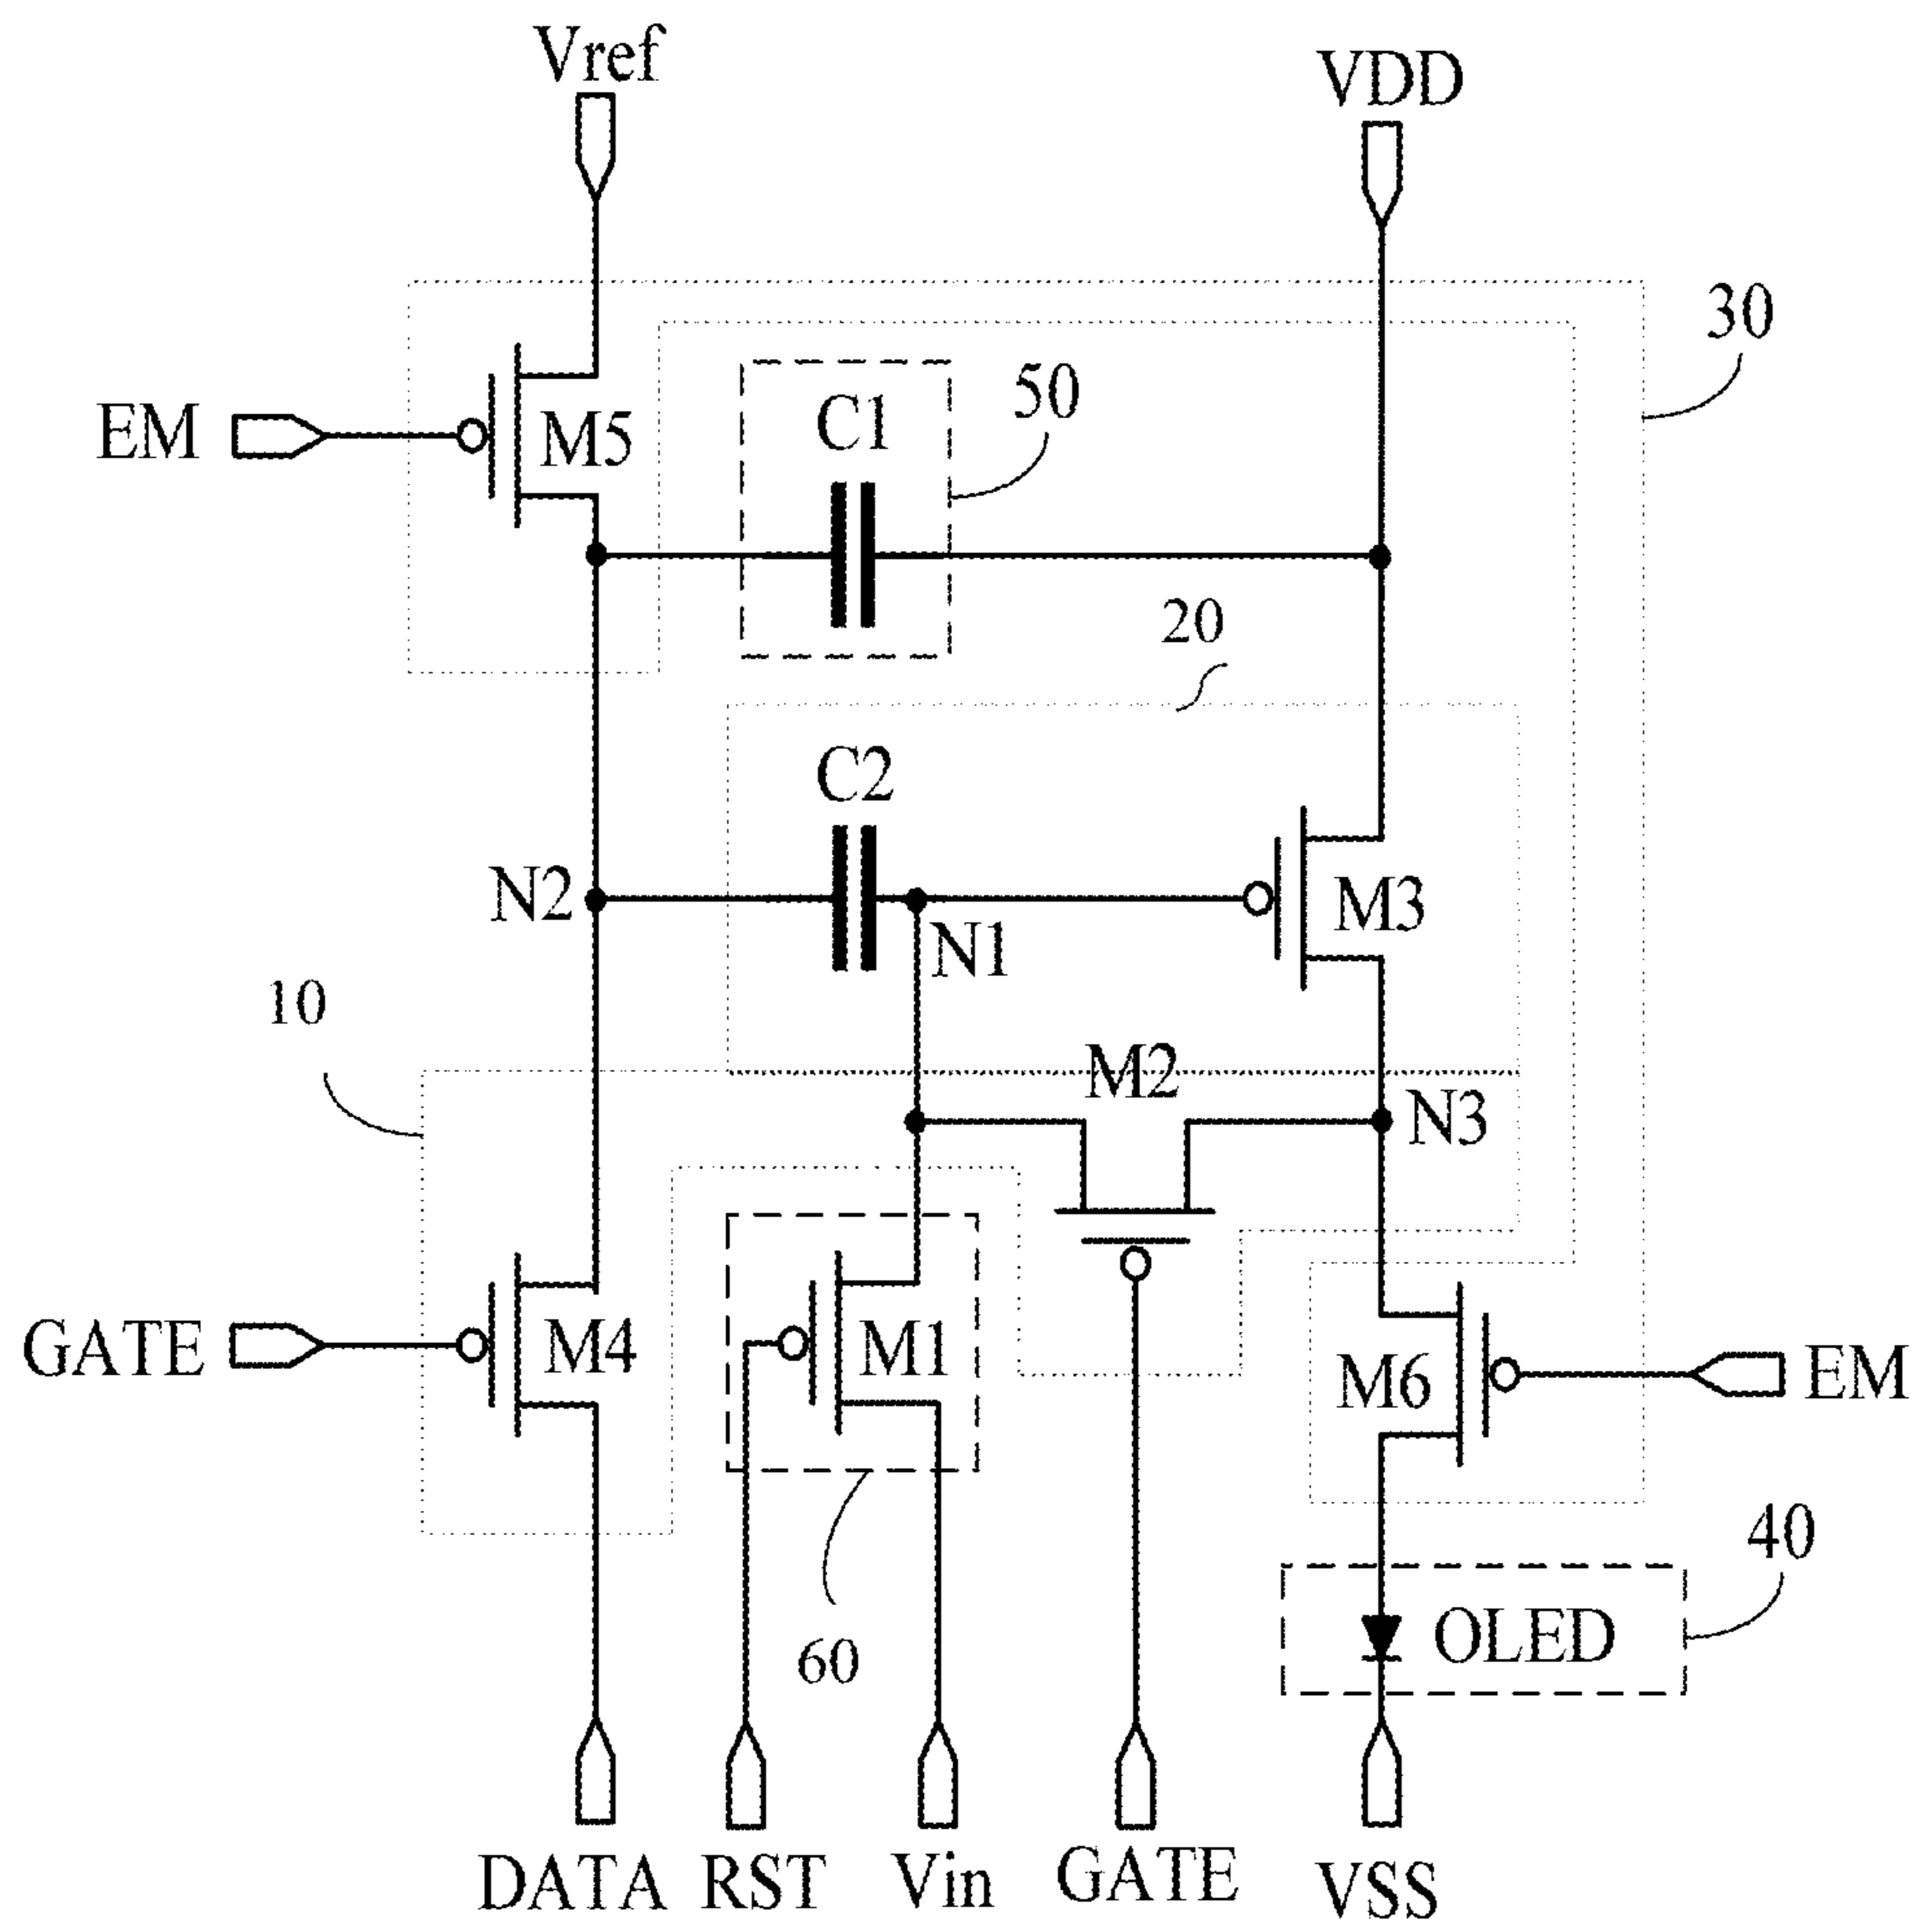 Vref
VDD
30
50
C1
EM
M5
20
C2
N2
M3
N1
10
M2
N3
GATE
M4
M1
M6
EM
40
OLED
60
DATA
RST
Vin
GATE
VSS